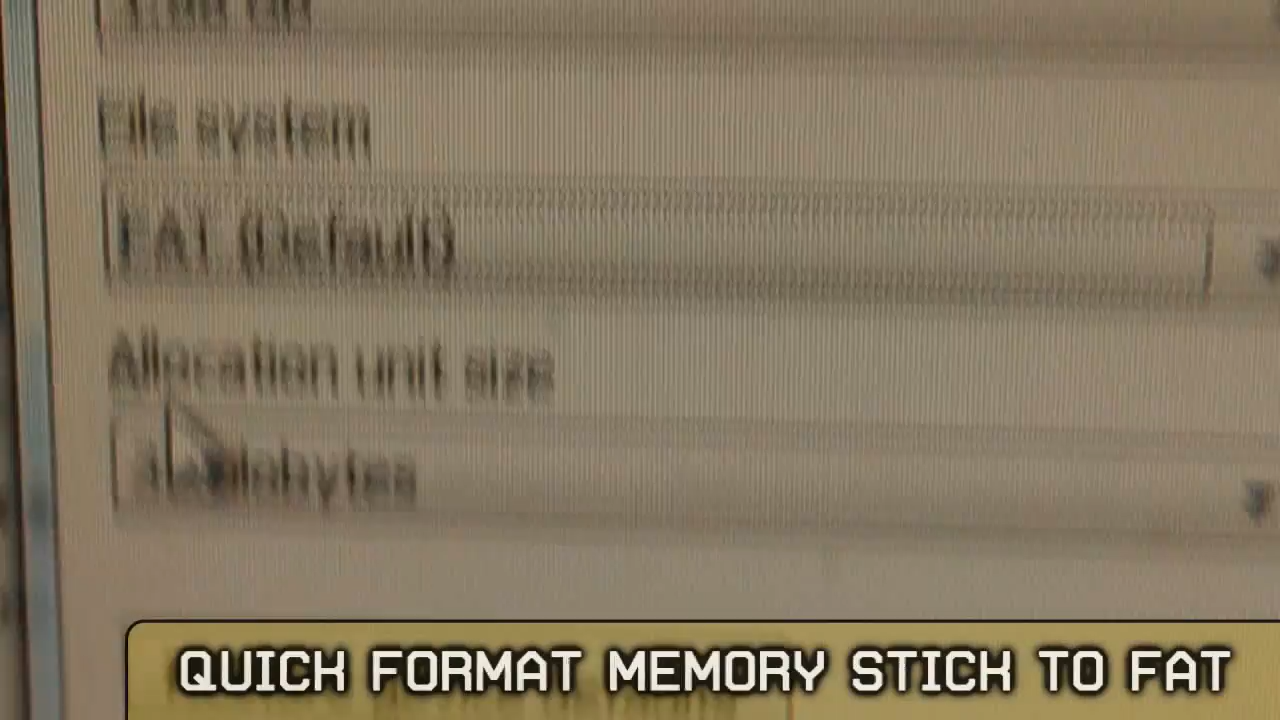 File system
FAT (Default)
Allocation unit size
QUICK FORMAT MEMORY STICK TO FAT